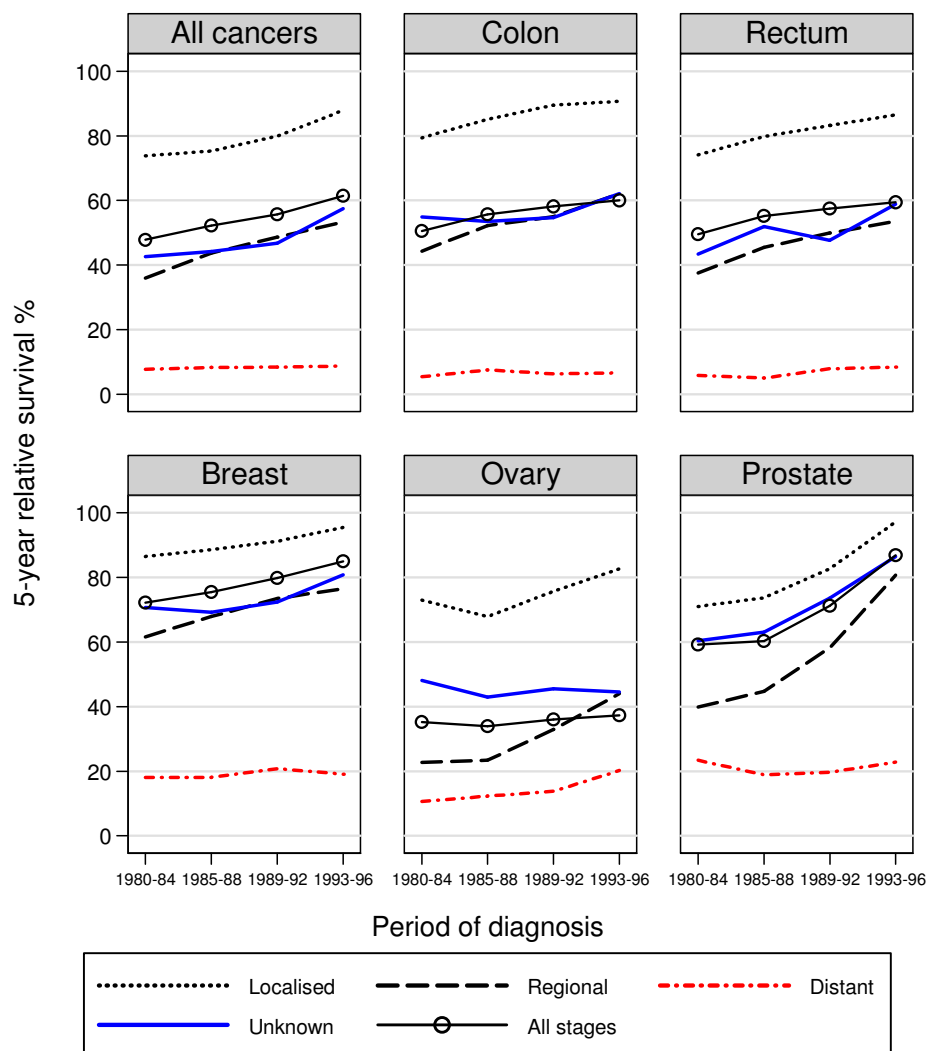 All cancers Colon Rectum
100
80
60
40
20
0
5-year relative survival %
Breast Ovary Prostate
100
80
60
40
20
0
1980-84 1985-88 1989-92 1993-96 1980-84 1985-88 1989-92 1993-96 1980-84 1985-88 1989-92 1993-96
Period of diagnosis
Localised Regional Distant
Unknown All stages